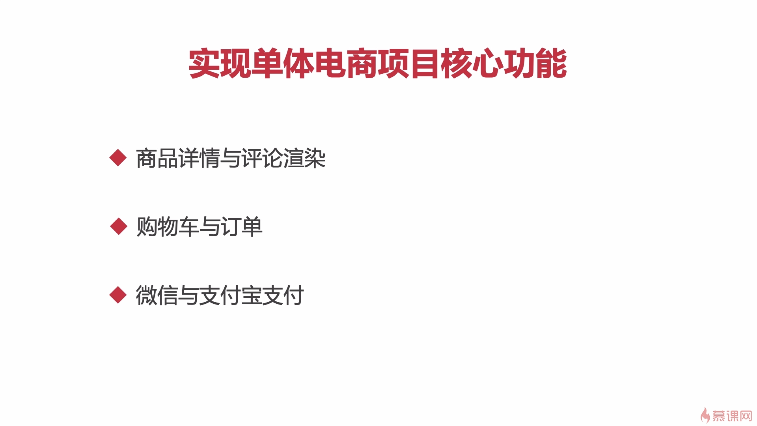 实现单体电商项目核心功能
商品详情与评论渲染
购物车与订单
微信与支付宝支付
慕课网